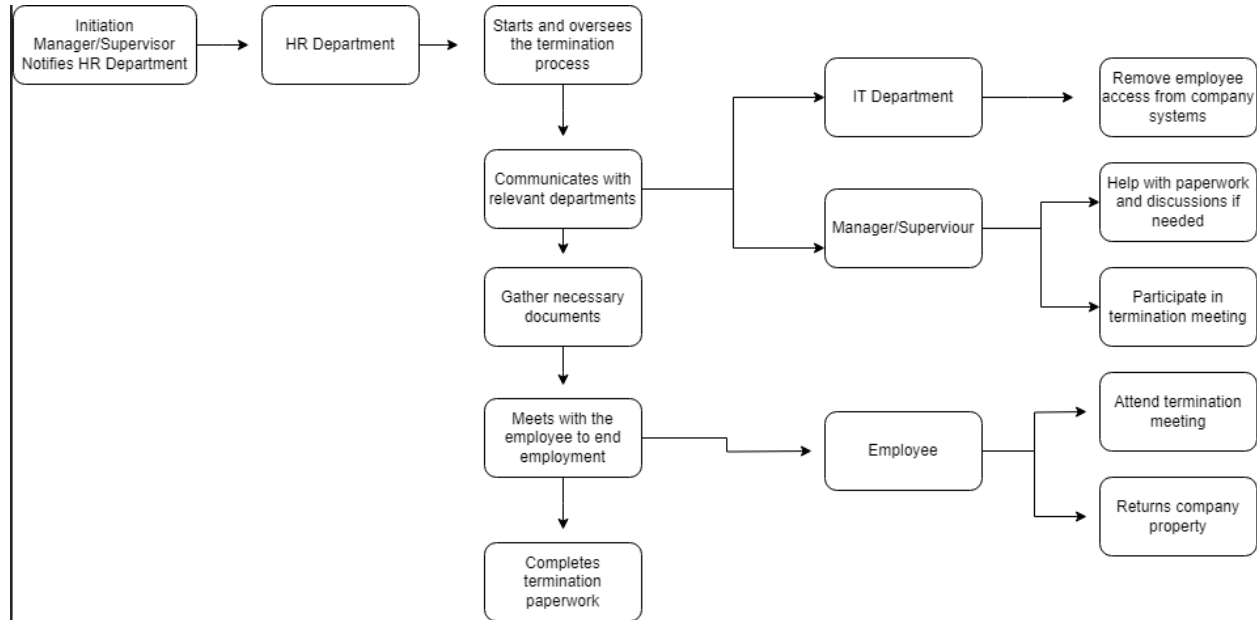 Initiation
Manager/Supervisor
Notifies HR Department
HR Department
Starts and oversees
the termination
process
IT Department
Remove employee
access from company
systems
Communicates with
relevant departments
Manager/Superviour
Help with paperwork
and discussions if
needed
Gather necessary
documents
Participate in
termination meeting
Meets with the
employee to end
employment
Employee
Attend termination
meeting
Returns company
property
Completes
termination
paperwork